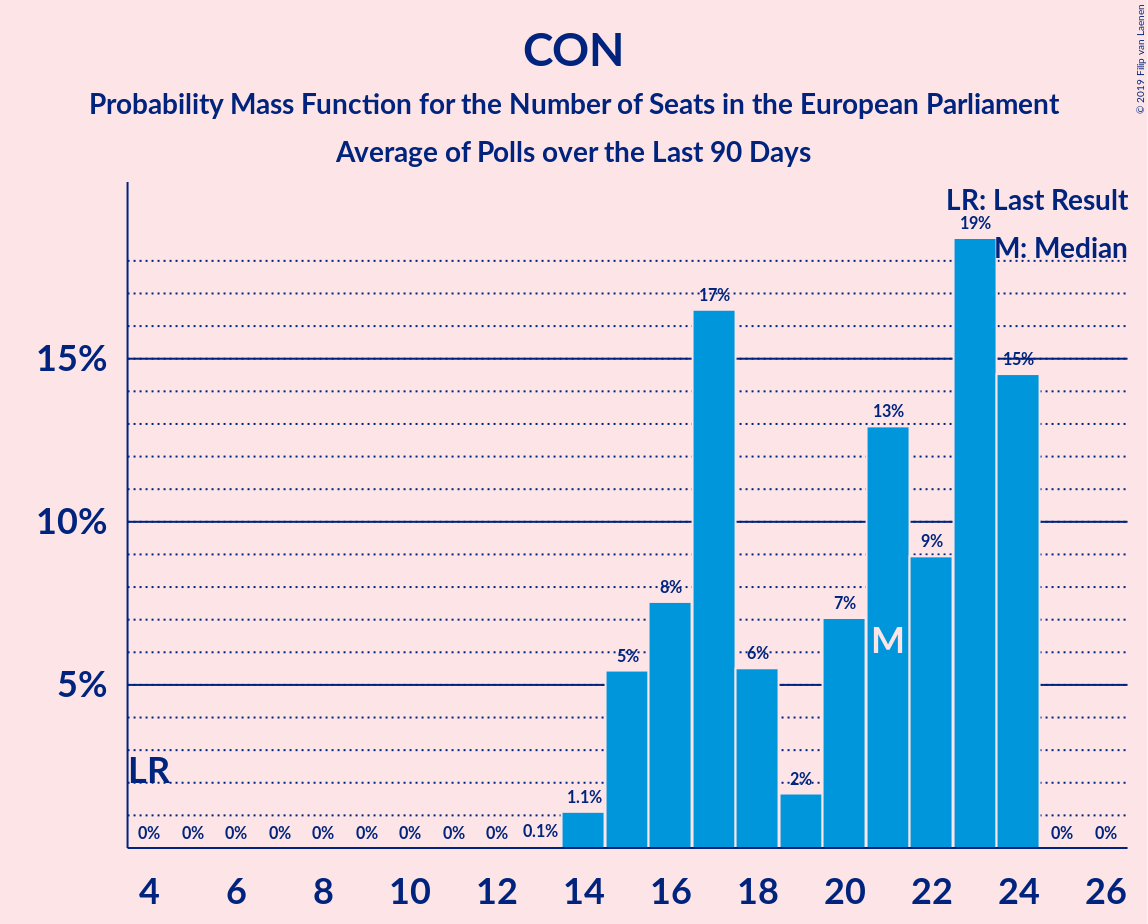 CON
Probability Mass Function for the Number of Seats in the European Parliament
Average of Polls over the Last 90 Days
© 2019 Filip van Laenen
LR: Last Result
M: Median
15%
10%
5%
LR
M
0%
0%
0%
0%
0%
0%
0%
0%
0%
0.1%
1.1%
5%
8%
17%
6%
2%
7%
13%
9%
19%
15%
0%
0%
4 6 8 10 12 14 16 18 20 22 24 26